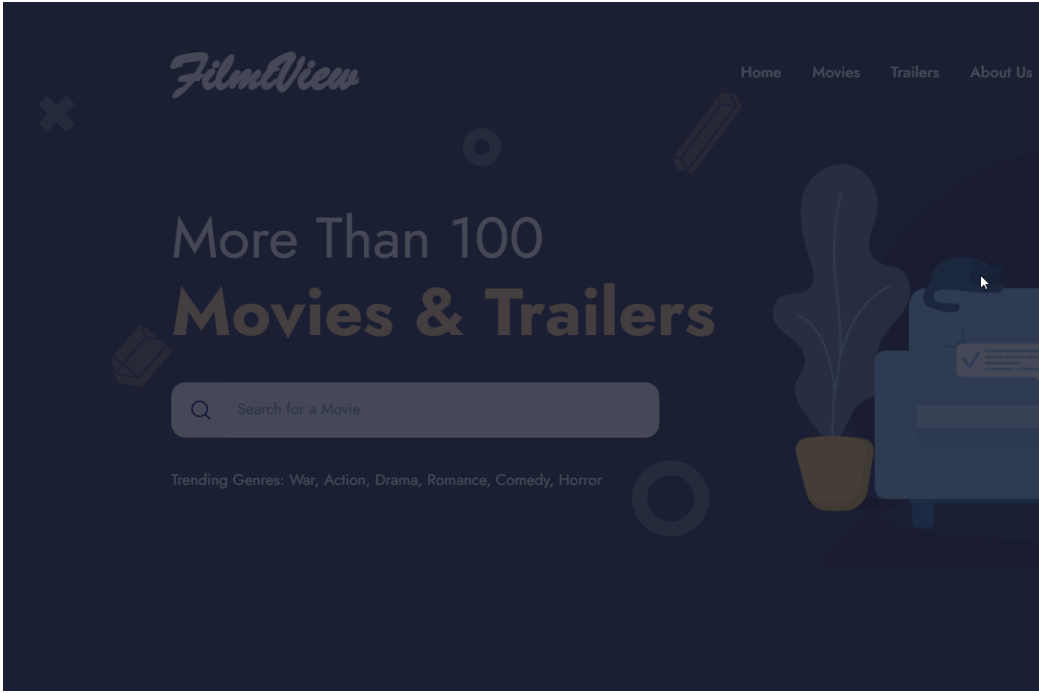 FilmView
Home Movies Trailers About Us
More Than 100
Movies & Trailers
Search for a Movie
Trending Genres: War, Action, Drama, Romance, Comedy, Horror